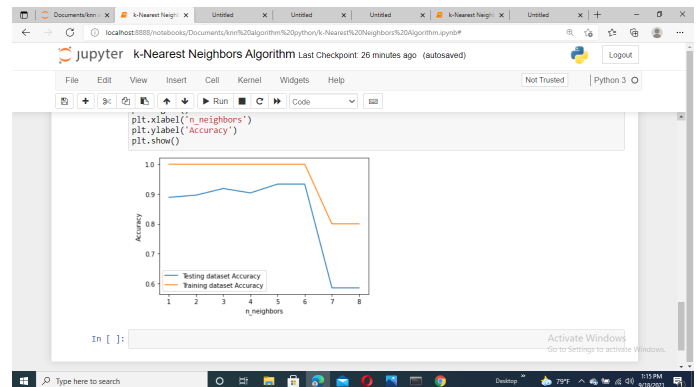 Documents/knn a
k-Nearest Neight
Untitled
Untitled
Untitled
k-Nearest Neight
Untitled
localhost:8888/notebooks/Documents/knn%20algorithm%20python/k-Nearest%20Neighbors%20Algorithm.ipynb#
jupyter k-Nearest Neighbors Algorithm Last Checkpoint: 26 minutes ago (autosaved)
Logout
File Edit View Insert Cell Kernel Widgets Help
Not Trusted
Python 3
Run
Code
plt.xlabel('n_neighbors')
plt.ylabel('Accuracy')
plt.show()
1.0
0.9
0.8
0.7
0.6
Accuracy
Testing dataset Accuracy
Training dataset Accuracy
1 2 3 4 5 6 7 8
n_neighbors
In [ ]:
Activate Windows
Go to Settings to activate Windows.
Type here to search
Desktop
79°F
1:15 PM
9/18/2021